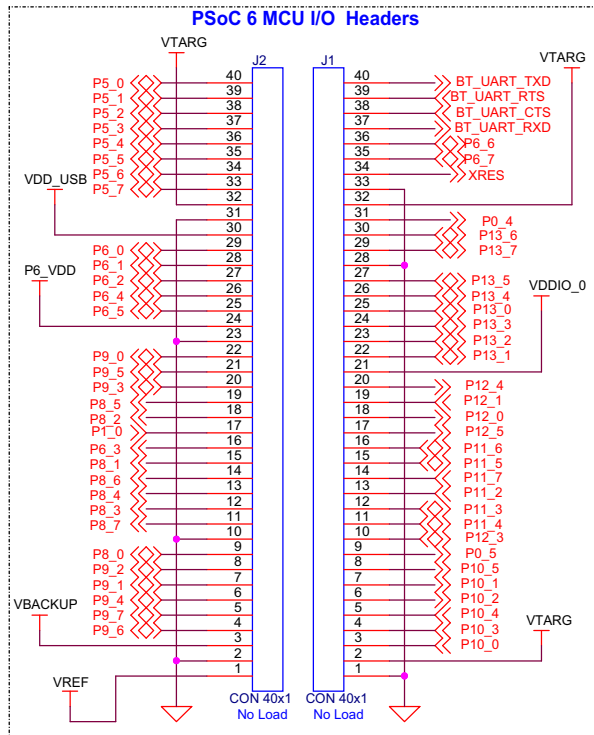 PSoC 6 MCU I/O Headers
VTARG
J2
J1
VTARG
P5_0 40 40 BT_UART_TXD
P5_1 39 39 BT_UART_RTS
P5_2 38 38 BT_UART_CTS
P5_3 37 37 BT_UART_RXD
P5_4 36 36 P6_6
P5_5 35 35 P6_7
P5_6 34 34 XRES
P5_7 33 33
VDD_USB
32 32
31 31 P0_4
30 30 P13_6
P6_0 29 29 P13_7
P6_1 28 28
P6_2 27 27 P13_5
P6_4 26 26 P13_4
P6_5 25 25 P13_0
P6_VDD
VDDIO_0
24 24 P13_3
23 23 P13_2
P9_0 22 22 P13_1
P9_5 21 21
P9_3 20 20 P12_4
P8_5 19 19 P12_1
P8_2 18 18 P12_0
P1_0 17 17 P12_5
P6_3 16 16 P11_6
P8_1 15 15 P11_5
P8_6 14 14 P11_7
P8_4 13 13 P11_2
P8_3 12 12 P11_3
P8_7 11 11 P11_4
10 10 P12_3
P8_0 9 9 P0_5
P9_2 8 8 P10_5
P9_1 7 7 P10_1
P9_4 6 6 P10_2
P9_7 5 5 P10_4
P9_6 4 4 P10_3
VBACKUP
VTARG
3 3 P10_0
2 2
1 1
VREF
CON 40x1 CON 40x1
No Load No Load